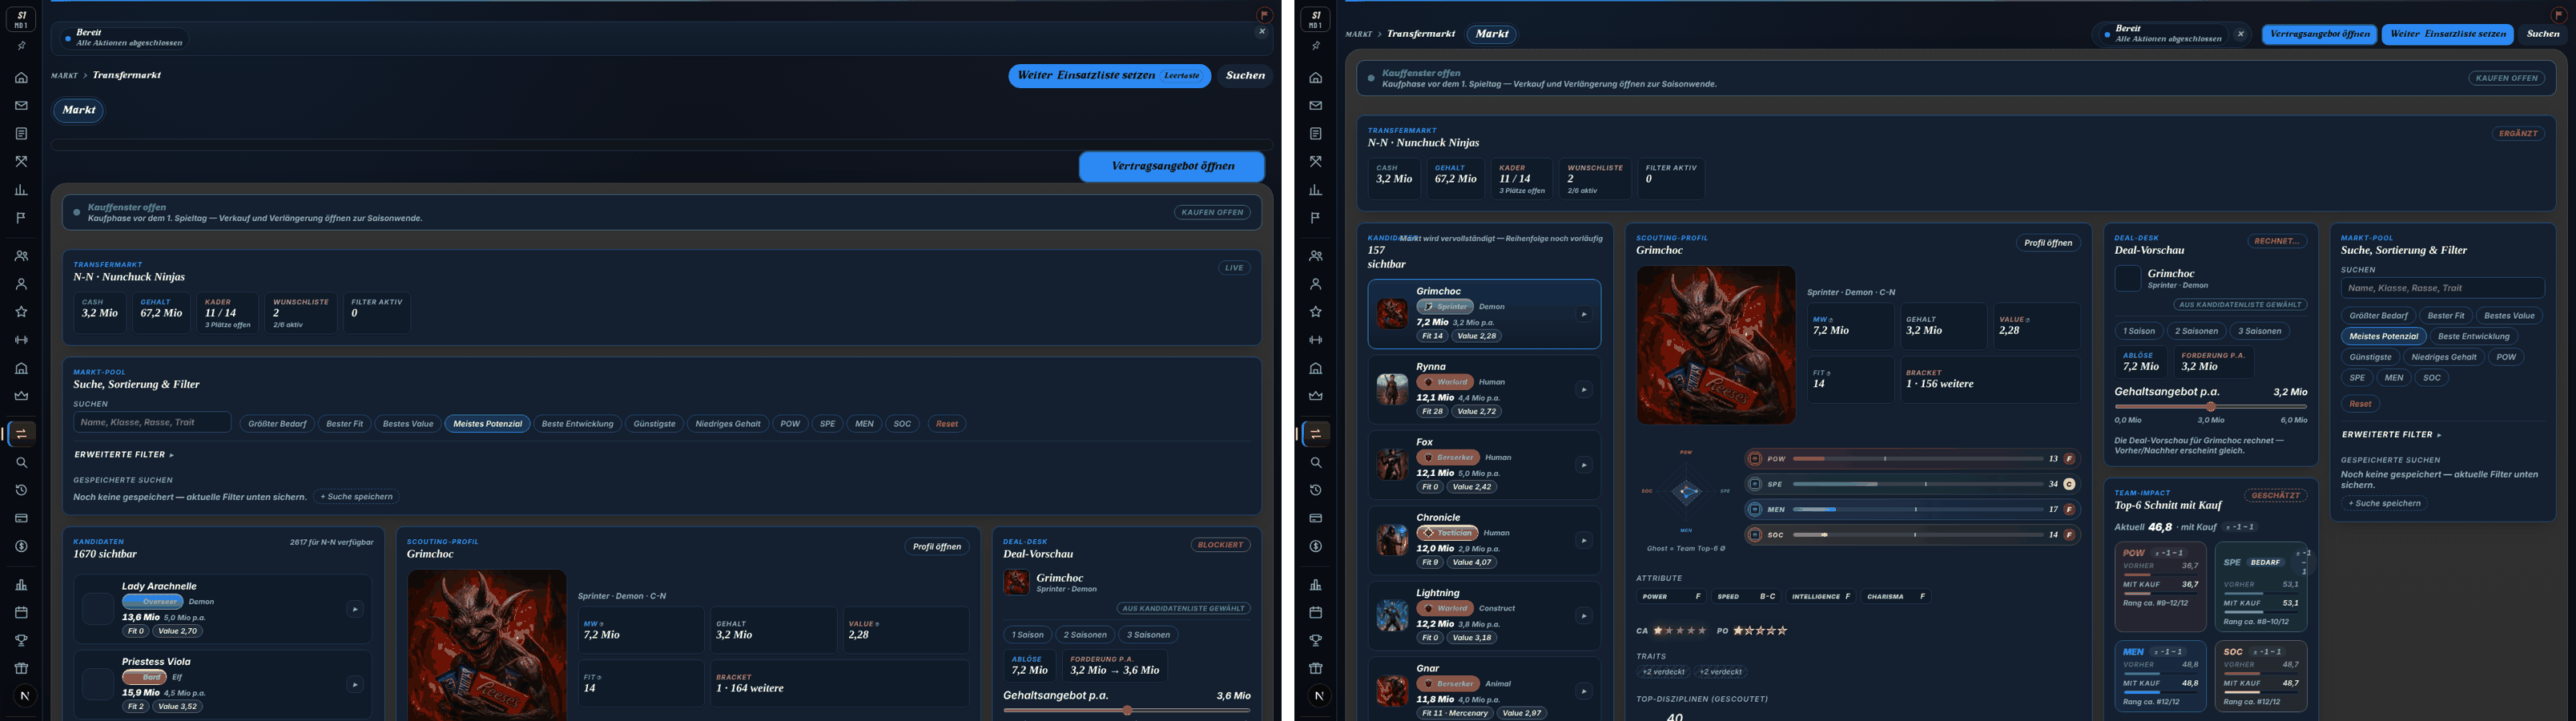 S1
MD 1
Bereit
Alle Aktionen abgeschlossen
MARKT > Transfermarkt
Weiter Einsatzliste setzen Leertaste
Suchen
Markt
Vertragsangebot öffnen
Kauffenster offen
Kaufphase vor dem 1. Spieltag — Verkauf und Verlängerung öffnen zur Saisonwende.
KAUFEN OFFEN
TRANSFERMARKT
N-N · Nunchuck Ninjas
LIVE
CASH
3,2 Mio
GEHALT
67,2 Mio
KADER
11 / 14
3 Plätze offen
WUNSCHLISTE
2
2/6 aktiv
FILTER AKTIV
0
MARKT-POOL
Suche, Sortierung & Filter
SUCHEN
Name, Klasse, Rasse, Trait
Größter Bedarf
Bester Fit
Bestes Value
Meistes Potenzial
Beste Entwicklung
Günstigste
Niedriges Gehalt
POW
SPE
MEN
SOC
Reset
ERWEITERTE FILTER ▸
GESPEICHERTE SUCHEN
Noch keine gespeichert — aktuelle Filter unten sichern.
+ Suche speichern
KANDIDATEN
1670 sichtbar
2617 für N-N verfügbar
Lady Arachnelle
Overseer Demon
13,6 Mio 5,0 Mio p.a.
Fit 0 Value 2,70
Priestess Viola
Bard Elf
15,9 Mio 4,5 Mio p.a.
Fit 2 Value 3,52
SCOUTING-PROFIL
Grimchoc
Profil öffnen
Reeses
Sprinter · Demon · C-N
MW
7,2 Mio
GEHALT
3,2 Mio
VALUE
2,28
FIT
14
BRACKET
1 · 164 weitere
DEAL-DESK
Deal-Vorschau
BLOCKIERT
Grimchoc
Sprinter · Demon
AUS KANDIDATENLISTE GEWÄHLT
1 Saison
2 Saisonen
3 Saisonen
ABLÖSE
7,2 Mio
FORDERUNG P.A.
3,2 Mio → 3,6 Mio
Gehaltsangebot p.a.
3,6 Mio
N
S1
MD 1
MARKT > Transfermarkt
Markt
Bereit
Alle Aktionen abgeschlossen
Vertragsangebot öffnen
Weiter Einsatzliste setzen
Suchen
Kauffenster offen
Kaufphase vor dem 1. Spieltag — Verkauf und Verlängerung öffnen zur Saisonwende.
KAUFEN OFFEN
TRANSFERMARKT
N-N · Nunchuck Ninjas
ERGÄNZT
CASH
3,2 Mio
GEHALT
67,2 Mio
KADER
11 / 14
3 Plätze offen
WUNSCHLISTE
2
2/6 aktiv
FILTER AKTIV
0
Markt wird vervollständigt — Reihenfolge noch vorläufig
157
sichtbar
Grimchoc
Sprinter Demon
7,2 Mio 3,2 Mio p.a.
Fit 14 Value 2,28
Rynna
Warlord Human
12,1 Mio 4,4 Mio p.a.
Fit 28 Value 2,72
Fox
Berserker Human
12,1 Mio 5,0 Mio p.a.
Fit 0 Value 2,42
Chronicle
Tactician Human
12,0 Mio 2,9 Mio p.a.
Fit 9 Value 4,07
Lightning
Warlord Construct
12,2 Mio 3,8 Mio p.a.
Fit 0 Value 3,18
Gnar
Berserker Animal
11,8 Mio 4,0 Mio p.a.
Fit 11 · Mercenary Value 2,97
SCOUTING-PROFIL
Grimchoc
Profil öffnen
Reeses
Sprinter · Demon · C-N
MW
7,2 Mio
GEHALT
3,2 Mio
VALUE
2,28
FIT
14
BRACKET
1 · 156 weitere
POW
SOC
SPE
MEN
Ghost = Team Top-6 Ø
POW 13 F
SPE 34 C
MEN 17 F
SOC 14 F
ATTRIBUTE
POWER F
SPEED B-C
INTELLIGENCE F
CHARISMA F
CA
PO
TRAITS
+2 verdeckt
+2 verdeckt
TOP-DISZIPLINEN (GESCOUTET)
40
DEAL-DESK
Deal-Vorschau
RECHNET...
Grimchoc
Sprinter · Demon
AUS KANDIDATENLISTE GEWÄHLT
1 Saison
2 Saisonen
3 Saisonen
ABLÖSE
7,2 Mio
FORDERUNG P.A.
3,2 Mio
Gehaltsangebot p.a.
3,2 Mio
0,0 Mio
3,0 Mio
6,0 Mio
Die Deal-Vorschau für Grimchoc rechnet —
Vorher/Nachher erscheint gleich.
TEAM-IMPACT
Top-6 Schnitt mit Kauf
GESCHÄTZT
Aktuell 46,8 · mit Kauf ± -1 – 1
POW ± -1 – 1
VORHER 36,7
MIT KAUF 36,7
Rang ca. #9–12/12
SPE BEDARF
VORHER 53,1
MIT KAUF 53,1
Rang ca. #8–10/12
MEN ± -1 – 1
VORHER 48,8
MIT KAUF 48,8
Rang ca. #12/12
SOC ± -1 – 1
VORHER 48,7
MIT KAUF 48,7
Rang ca. #12/12
MARKT-POOL
Suche, Sortierung & Filter
SUCHEN
Name, Klasse, Rasse, Trait
Größter Bedarf
Bester Fit
Bestes Value
Meistes Potenzial
Beste Entwicklung
Günstigste
Niedriges Gehalt
POW
SPE
MEN
SOC
Reset
ERWEITERTE FILTER ▸
GESPEICHERTE SUCHEN
Noch keine gespeichert — aktuelle Filter unten
sichern.
+ Suche speichern
N